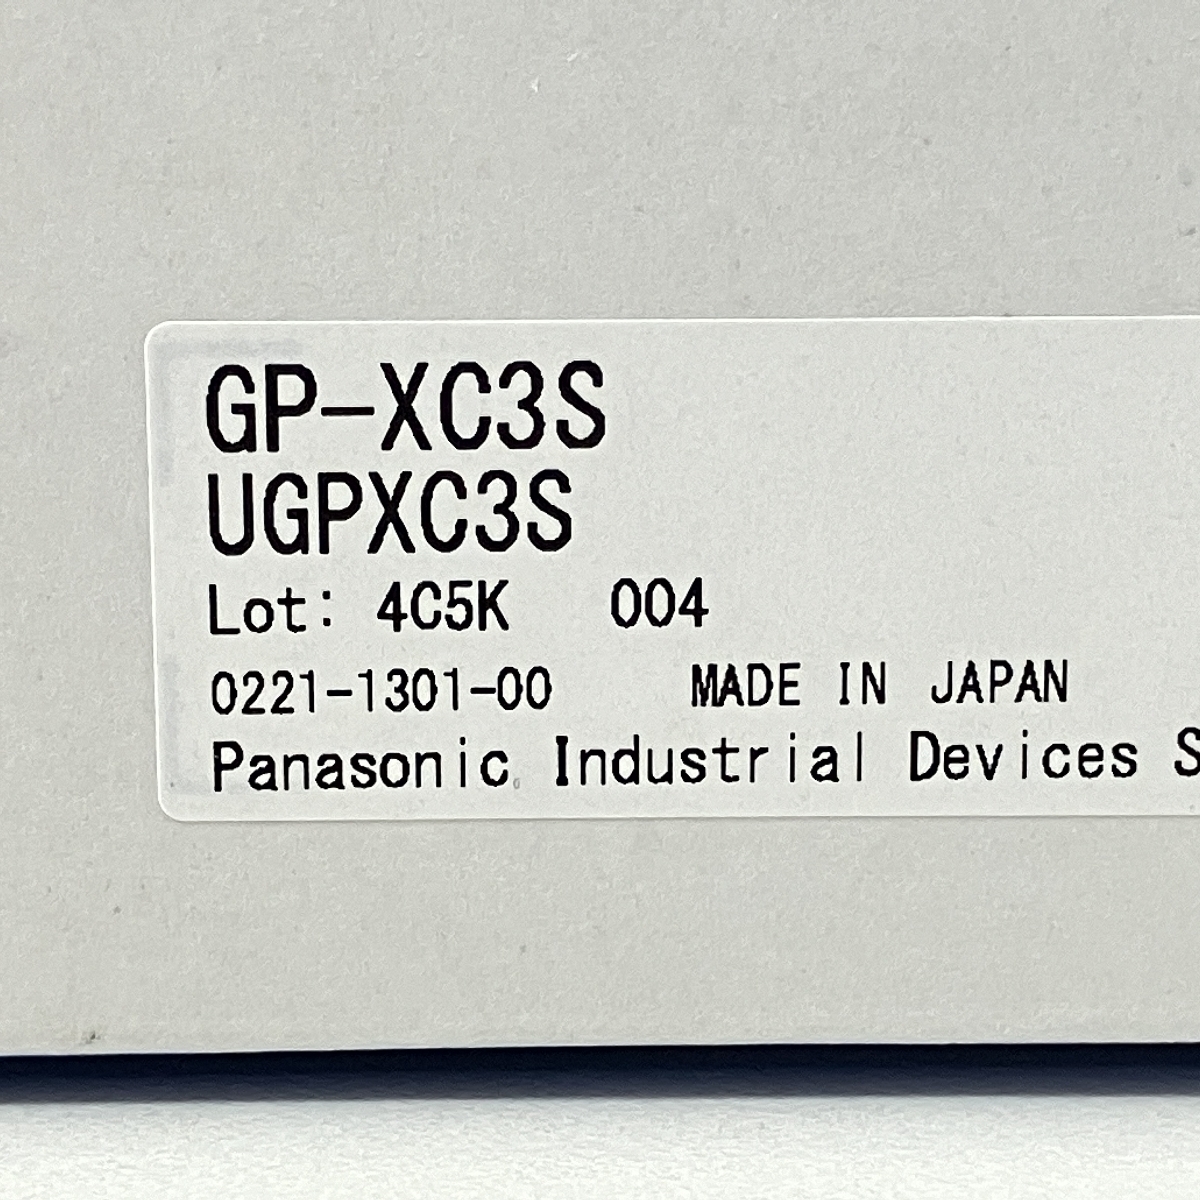 GP-XC3S
UGPXC3S
Lot: 4C5K 004
0221-1301-00 MADE IN JAPAN
Panasonic Industrial Devices S